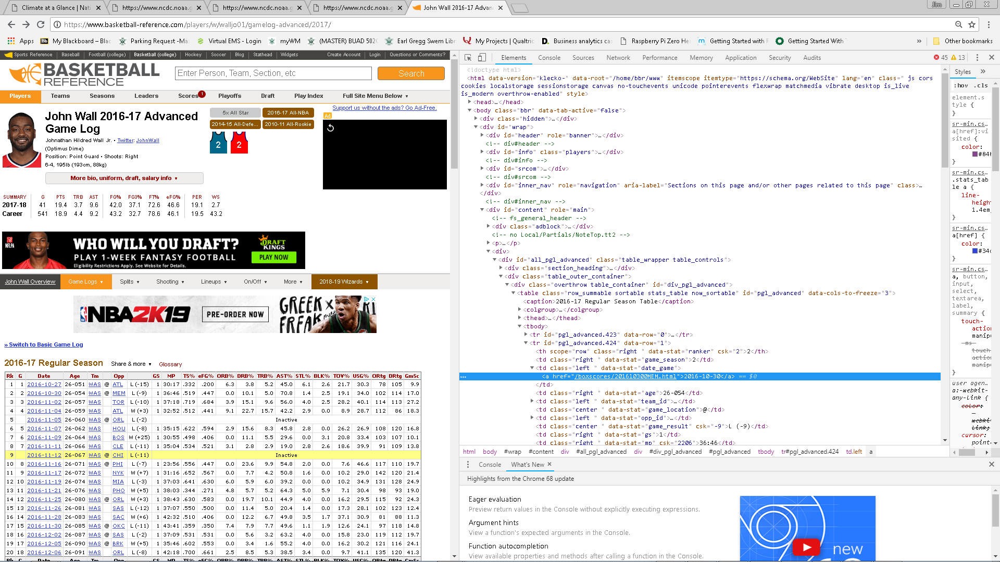 Climate at a Glance | Nati
https://www.ncdc.noaa.g
https://www.ncdc.noaa.g
https://www.ncdc.noaa.g
John Wall 2016-17 Advan
Jim
https://www.basketball-reference.com/players/w/walljo01/gamelog-advanced/2017/
Apps
My Blackboard – Blac
Parking Request -Ma
Virtual EMS - Login
myWM
(MASTER) BUAD 502
Earl Gregg Swem Libr
My Projects | Qualtric
Business analytics ca
Raspberry Pi Zero He
Getting Started with
Getting Started With
Other bookmarks
Sports Reference Baseball Football (college) Basketball (college) Hockey Soccer Blog Stathead Widgets Create Account Login Questions or Comments?
BASKETBALL
REFERENCE
Enter Person, Team, Section, etc
Search
Players Teams Seasons Leaders Scores 1 Playoffs Draft Play Index Full Site Menu Below ▼
John Wall 2016-17 Advanced
Game Log
Johnathan Hildred Wall Jr. • Twitter: JohnWall
(Optimus Dime)
Position: Point Guard • Shoots: Right
6-4, 195lb (193cm, 88kg)
More bio, uniform, draft, salary info ▼
5x All Star 2016-17 All-NBA
2014-15 All-Defe... 2010-11 All-Rookie
2 2
Support us without the ads? Go Ad-Free.
Ad
SUMMARY G PTS TRB AST FG% FG3% FT% eFG% PER WS
2017-18 41 19.4 3.7 9.6 42.0 37.1 72.6 46.6 19.1 2.7
Career 541 18.9 4.4 9.2 43.2 32.7 78.6 46.1 19.5 43.2
NFLPA
WHO WILL YOU DRAFT?
PLAY 1-WEEK FANTASY FOOTBALL
Eligibility Restrictions Apply. See Website for Details.
DRAFT
KINGS
PLAY NOW
John Wall Overview Game Logs ▼ Splits ▼ Shooting ▼ Lineups ▼ On/Off ▼ More ▼ 2018-19 Wizards ▼
NBA2K19
PRE-ORDER NOW
GREEK X
FREAK
» Switch to Basic Game Log
2016-17 Regular Season Share & more ▼ Glossary
Rk G Date Age Tm Opp GS MP TS% eFG% ORB% DRB% TRB% AST% STL% BLK% TOV% USG% ORtg DRtg GmSc
1 1 2016-10-27 26-051 WAS @ ATL L (-15) 1 30:17 .332 .200 6.3 3.8 5.2 45.0 6.1 2.6 21.7 30.3 78 105 9.9
2 2 2016-10-30 26-054 WAS @ MEM L (-9) 1 36:46 .519 .447 0.0 10.1 5.0 70.8 1.4 2.5 19.1 34.0 102 114 17.0
3 3 2016-11-02 26-057 WAS TOR L (-10) 1 37:18 .719 .684 3.9 15.1 9.6 56.0 4.0 2.5 28.2 40.1 114 113 27.2
4 4 2016-11-04 26-059 WAS ATL W (+3) 1 32:52 .512 .441 9.1 22.7 15.7 42.2 2.9 0.0 8.9 28.7 112 86 18.3
5 2016-11-05 26-060 WAS @ ORL L (-2) Inactive
6 5 2016-11-07 26-062 WAS HOU L (-8) 1 35:15 .622 .594 2.9 15.6 8.3 45.8 2.8 0.0 26.2 26.9 108 120 16.8
7 6 2016-11-09 26-064 WAS BOS W (+25) 1 30:55 .498 .406 0.0 11.1 5.5 29.6 0.0 3.1 20.8 33.4 103 107 10.1
8 7 2016-11-11 26-066 WAS CLE L (-11) 1 35:04 .534 .521 3.1 2.8 2.9 19.0 2.8 2.6 18.6 39.9 91 109 13.8
9 2016-11-12 26-067 WAS @ CHI L (-11) Inactive
10 8 2016-11-16 26-071 WAS @ PHI L (-7) 1 23:56 .556 .447 0.0 23.6 9.9 54.8 2.0 0.0 7.6 46.6 117 110 19.7
11 9 2016-11-17 26-072 WAS NYK W (+7) 1 31:16 .652 .567 0.0 7.7 4.2 50.8 1.6 0.0 10.2 29.0 142 120 21.4
12 10 2016-11-19 26-074 WAS MIA L (-3) 1 37:03 .641 .630 6.0 5.9 6.0 39.2 0.0 0.0 10.2 34.9 131 128 24.9
13 11 2016-11-21 26-076 WAS PHO W (+5) 1 38:03 .344 .271 4.8 5.7 5.2 64.3 5.0 5.9 7.1 30.4 98 93 19.0
14 12 2016-11-25 26-080 WAS @ ORL W (+3) 1 38:43 .630 .583 0.0 19.7 10.1 44.9 4.0 0.0 16.2 29.5 115 92 24.3
15 13 2016-11-26 26-081 WAS SAS L (-12) 1 37:07 .550 .500 0.0 11.4 5.0 20.4 1.4 0.0 17.3 28.1 102 123 12.4
16 14 2016-11-28 26-083 WAS SAC W (+6) 1 42:32 .510 .406 0.0 12.2 6.7 49.8 3.5 1.7 37.1 30.9 81 88 11.3
17 15 2016-11-30 26-085 WAS @ OKC L (-11) 1 43:41 .359 .350 7.4 7.9 7.7 49.6 1.1 1.9 12.6 24.1 97 118 14.8
18 16 2016-12-02 26-087 WAS @ SAS L (-2) 1 37:09 .531 .531 0.0 5.6 3.2 63.2 4.0 0.0 15.8 23.0 119 112 19.7
19 17 2016-12-05 26-090 WAS @ BRK W (+5) 1 35:46 .602 .553 0.0 3.4 1.6 55.2 4.0 0.0 16.2 30.2 121 116 24.1
20 18 2016-12-06 26-091 WAS ORL L (-8) 1 42:18 .700 .661 2.5 8.5 5.3 38.5 3.4 0.0 9.7 41.1 135 120 41.3
Rk G Date Age Tm Opp GS MP TS% eFG% ORB% DRB% TRB% AST% STL% BLK% TOV% USG% ORtg DRtg GmSc
Elements Console Sources Network Performance Memory Application Security Audits 45 13
<!doctype html>
<html data-version="klecko-" data-root="/home/bbr/www" itemscope itemtype="https://schema.org/WebSite" lang="en" class=" js cors
cookies localstorage sessionstorage canvas no-touchevents unicode pointerevents flexwrap matchmedia vibrate desktop is_live
is_modern overthrow-enabled" style>
<head>…</head>
<body class="bbr" data-tab-active="false">
<div class="hidden">…</div>
<div id="wrap">
<div id="header" role="banner">…</div>
<!-- div#header -->
<div id="info" class="players">…</div>
<!-- div#info -->
<div id="srcom">…</div>
<!-- div#srcom -->
<div id="inner_nav" role="navigation" aria-label="Sections on this page and/or other pages related to this page" class>…
</div>
<!-- div#inner_nav -->
<div id="content" role="main">
<!-- fs_general_header -->
<div class="adblock">…</div>
<!-- no Local/Partials/NoteTop.tt2 -->
<p>…</p>
<div>
<div id="all_pgl_advanced" class="table_wrapper table_controls">
<div class="section_heading">…</div>
<div class="table_outer_container">
<div class="overthrow table_container" id="div_pgl_advanced">
<table class="row_summable sortable stats_table now_sortable" id="pgl_advanced" data-cols-to-freeze="3">
<caption>2016-17 Regular Season Table</caption>
<colgroup>…</colgroup>
<thead>…</thead>
<tbody>
<tr id="pgl_advanced.423" data-row="0">…</tr>
<tr id="pgl_advanced.424" data-row="1">
<th scope="row" class="right " data-stat="ranker" csk="2">2</th>
<td class="right " data-stat="game_season">2</td>
<td class="left " data-stat="date_game">
<a href="/boxscores/201610300MEM.html">2016-10-30</a> == $0
</td>
<td class="right " data-stat="age">26-054</td>
<td class="left " data-stat="team_id">…</td>
<td class="center " data-stat="game_location">@</td>
<td class="left " data-stat="opp_id">…</td>
<td class="center " data-stat="game_result" csk="-9">L (-9)</td>
<td class="right " data-stat="gs">1</td>
<td class="right " data-stat="mp" csk="2206">36:46</td>
html body #wrap #content div #all_pgl_advanced div #div_pgl_advanced #pgl_advanced tbody tr#pgl_advanced.424 td.left a
Styles »
:hov .cls
element.s
tyle {
}
sr-min.cs…
a[href]:vi
sited {
color:
#848
}
sr-min.cs…
.stats_tab
le a {
line-
height
1.4em
}
sr-min.cs…
a[href] {
color:
#34c
}
sr-min.cs…
a, button,
input,
select,
textarea,
label,
summary {
touch-
action
manipu
-ms-
touch-
action
manipu
}
user agen…
a:-webkit-
any-link {
color:
-
webki
link;
cursor:
point
Console What's New
Highlights from the Chrome 68 update
Eager evaluation
Preview return values in the Console without explicitly executing expressions.
Argument hints
View a function's expected arguments in the Console.
Function autocompletion
View available properties and methods after calling a function in the Console.
new